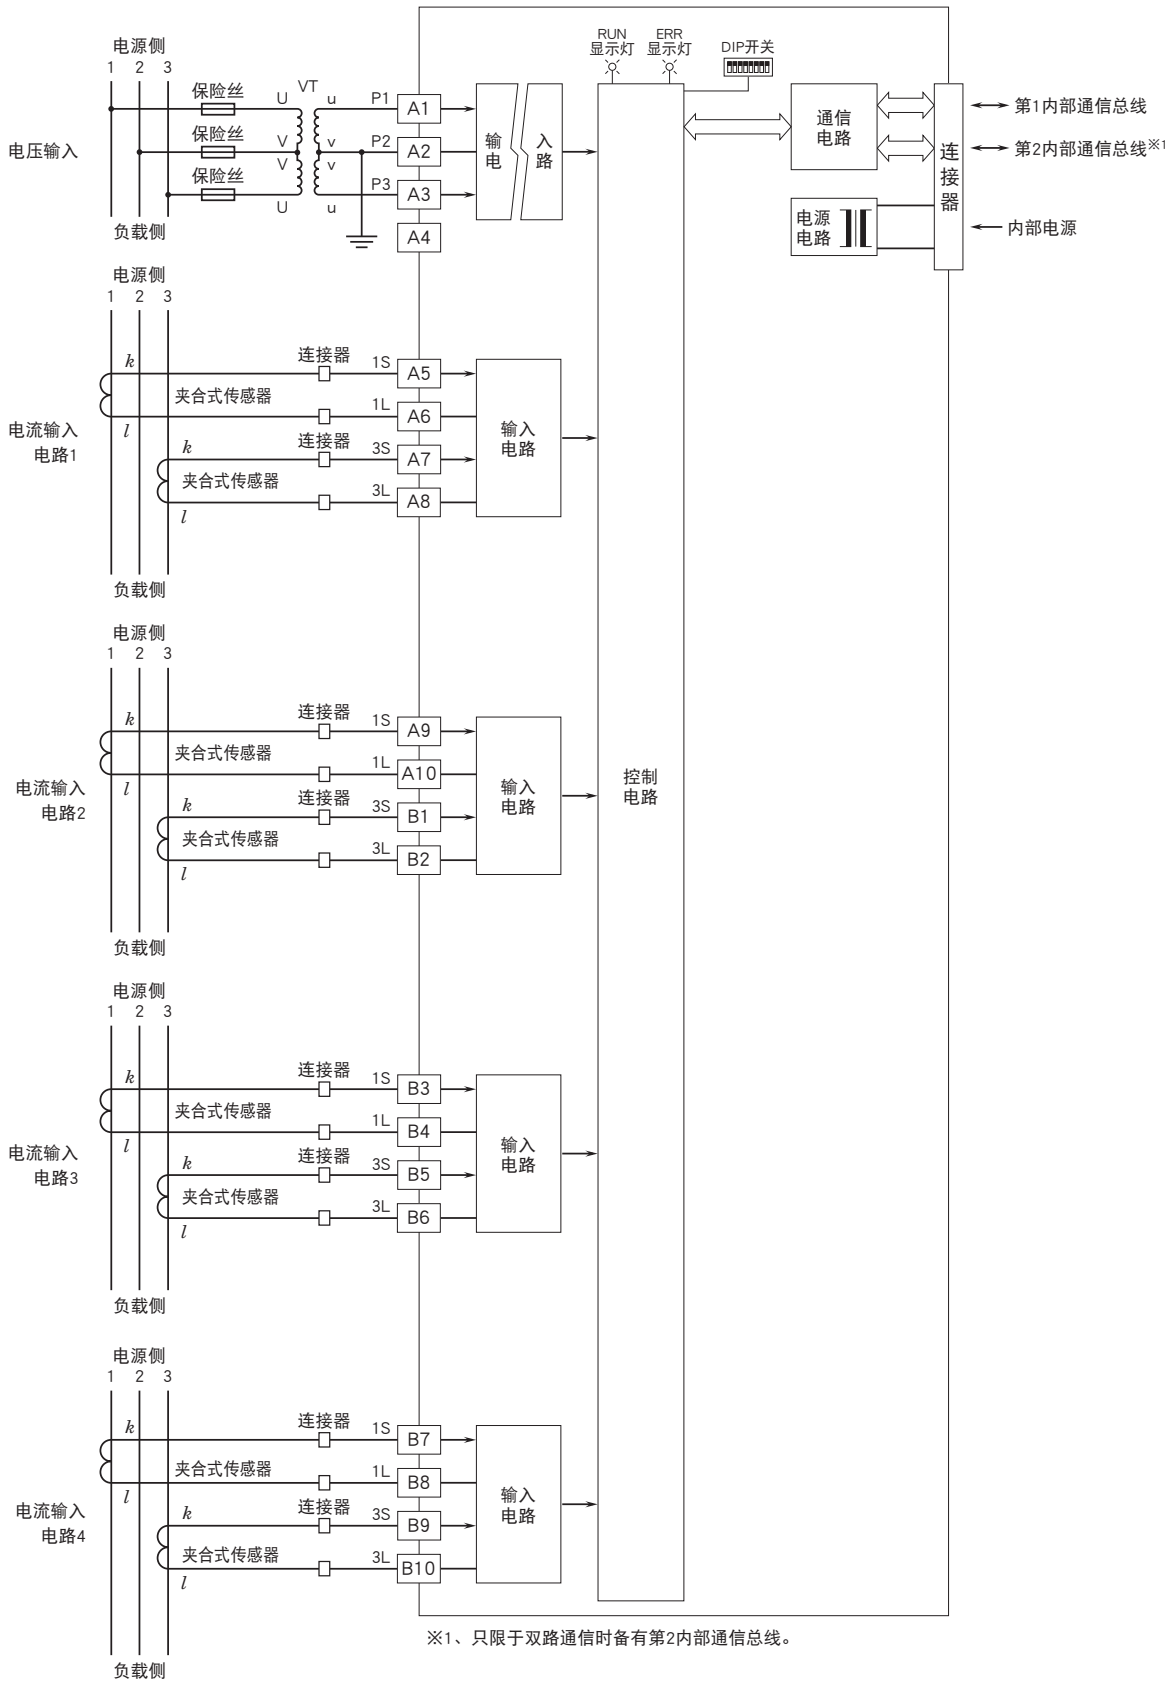 RUN
显示灯
ERR
显示灯
DIP开关
电源侧
1 2 3
电压输入
保险丝
保险丝
保险丝
VT
U u P1 A1
V v P2 A2
V v
U u P3 A3
A4
负载侧
输入
电路
通信
电路
电源
电路
连接器
第1内部通信总线
第2内部通信总线※1
内部电源
控制
电路
电源侧
1 2 3
电流输入
电路1
k 连接器 1S A5
夹合式传感器
l 1L A6
k 连接器 3S A7
夹合式传感器
l 3L A8
输入
电路
负载侧
电源侧
1 2 3
电流输入
电路2
k 连接器 1S A9
夹合式传感器
l 1L A10
k 连接器 3S B1
夹合式传感器
l 3L B2
输入
电路
负载侧
电源侧
1 2 3
电流输入
电路3
k 连接器 1S B3
夹合式传感器
l 1L B4
k 连接器 3S B5
夹合式传感器
l 3L B6
输入
电路
负载侧
电源侧
1 2 3
电流输入
电路4
k 连接器 1S B7
夹合式传感器
l 1L B8
k 连接器 3S B9
夹合式传感器
l 3L B10
输入
电路
负载侧
※1、只限于双路通信时备有第2内部通信总线。